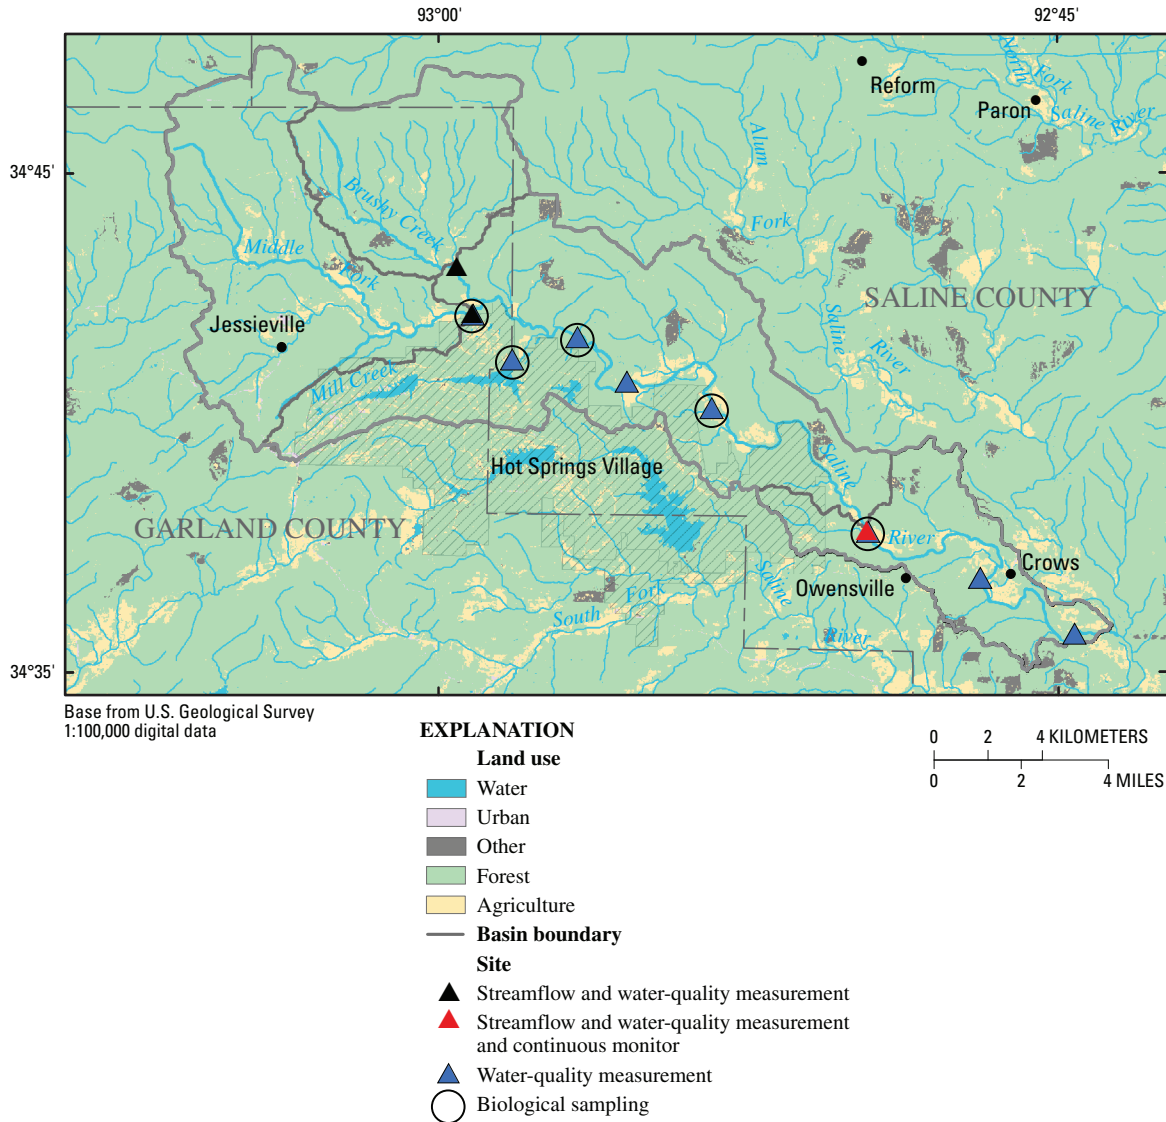 93°00'
92°45'
34°45'
34°35'
Reform
Paron
North
Fork
Saline River
Alum
Fork
Brushy Creek
Middle
Fork
SALINE COUNTY
Jessieville
Saline
River
Mill Creek
Hot Springs Village
Saline
GARLAND COUNTY
River
Crows
Owensville
Saline
South
Fork
River
Base from U.S. Geological Survey
1:100,000 digital data
EXPLANATION
Land use
Water
Urban
Other
Forest
Agriculture
Basin boundary
Site
Streamflow and water-quality measurement
Streamflow and water-quality measurement
and continuous monitor
Water-quality measurement
Biological sampling
0 2 4 KILOMETERS
0 2 4 MILES